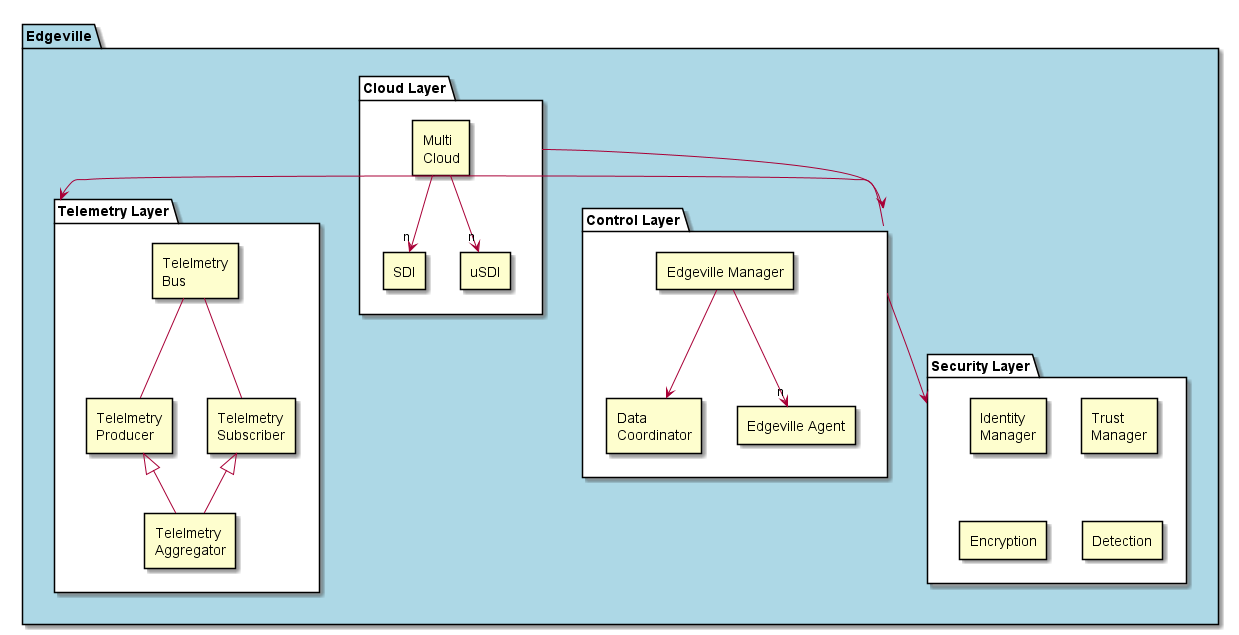 Edgeville
Cloud Layer
Multi
Cloud
n
n
SDI
uSDI
Telemetry Layer
Telelmetry
Bus
Telelmetry
Producer
Telelmetry
Subscriber
Telelmetry
Aggregator
Control Layer
Edgeville Manager
n
Data
Coordinator
Edgeville Agent
Security Layer
Identity
Manager
Trust
Manager
Encryption
Detection